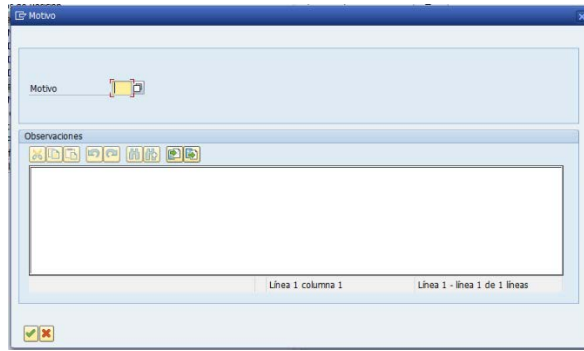 Motivo
Motivo
Observaciones
Línea 1 columna 1 Línea 1 - línea 1 de 1 líneas